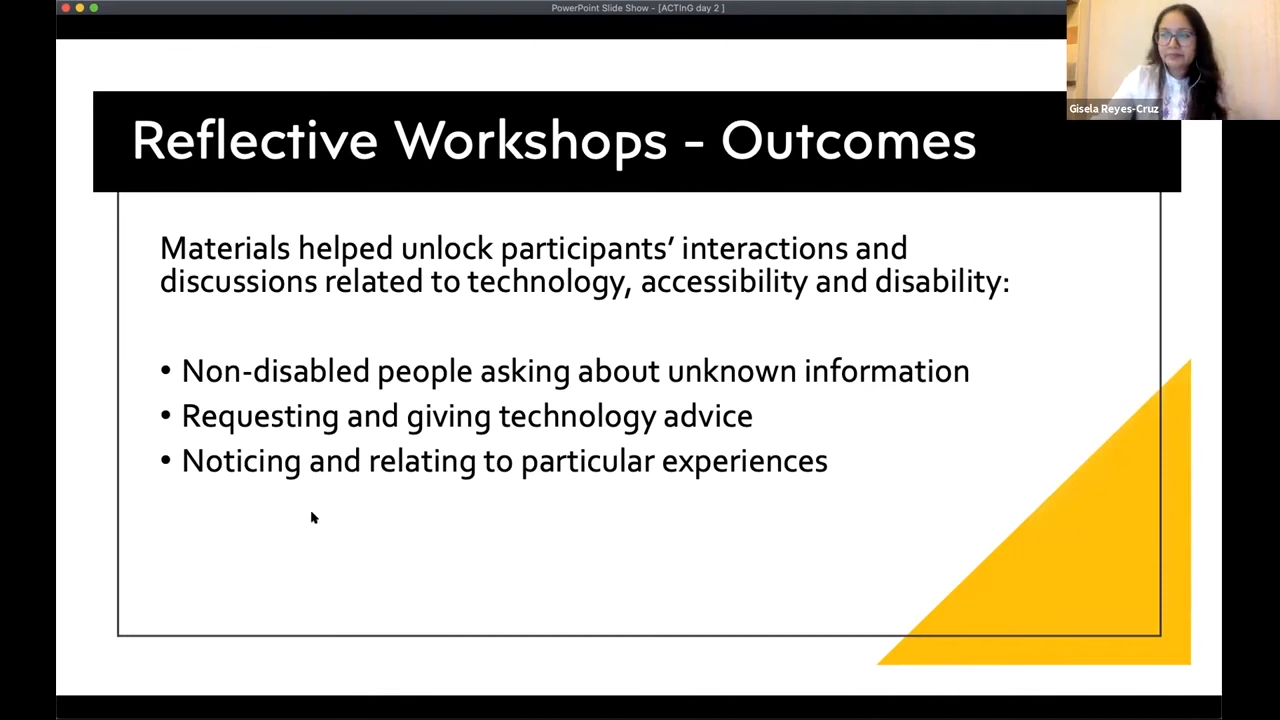 PowerPoint Slide Show - [ACTInG day 2 ]
Gisela Reyes-Cruz
Reflective Workshops - Outcomes
Materials helped unlock participants’ interactions and
discussions related to technology, accessibility and disability:
• Non-disabled people asking about unknown information
• Requesting and giving technology advice
• Noticing and relating to particular experiences